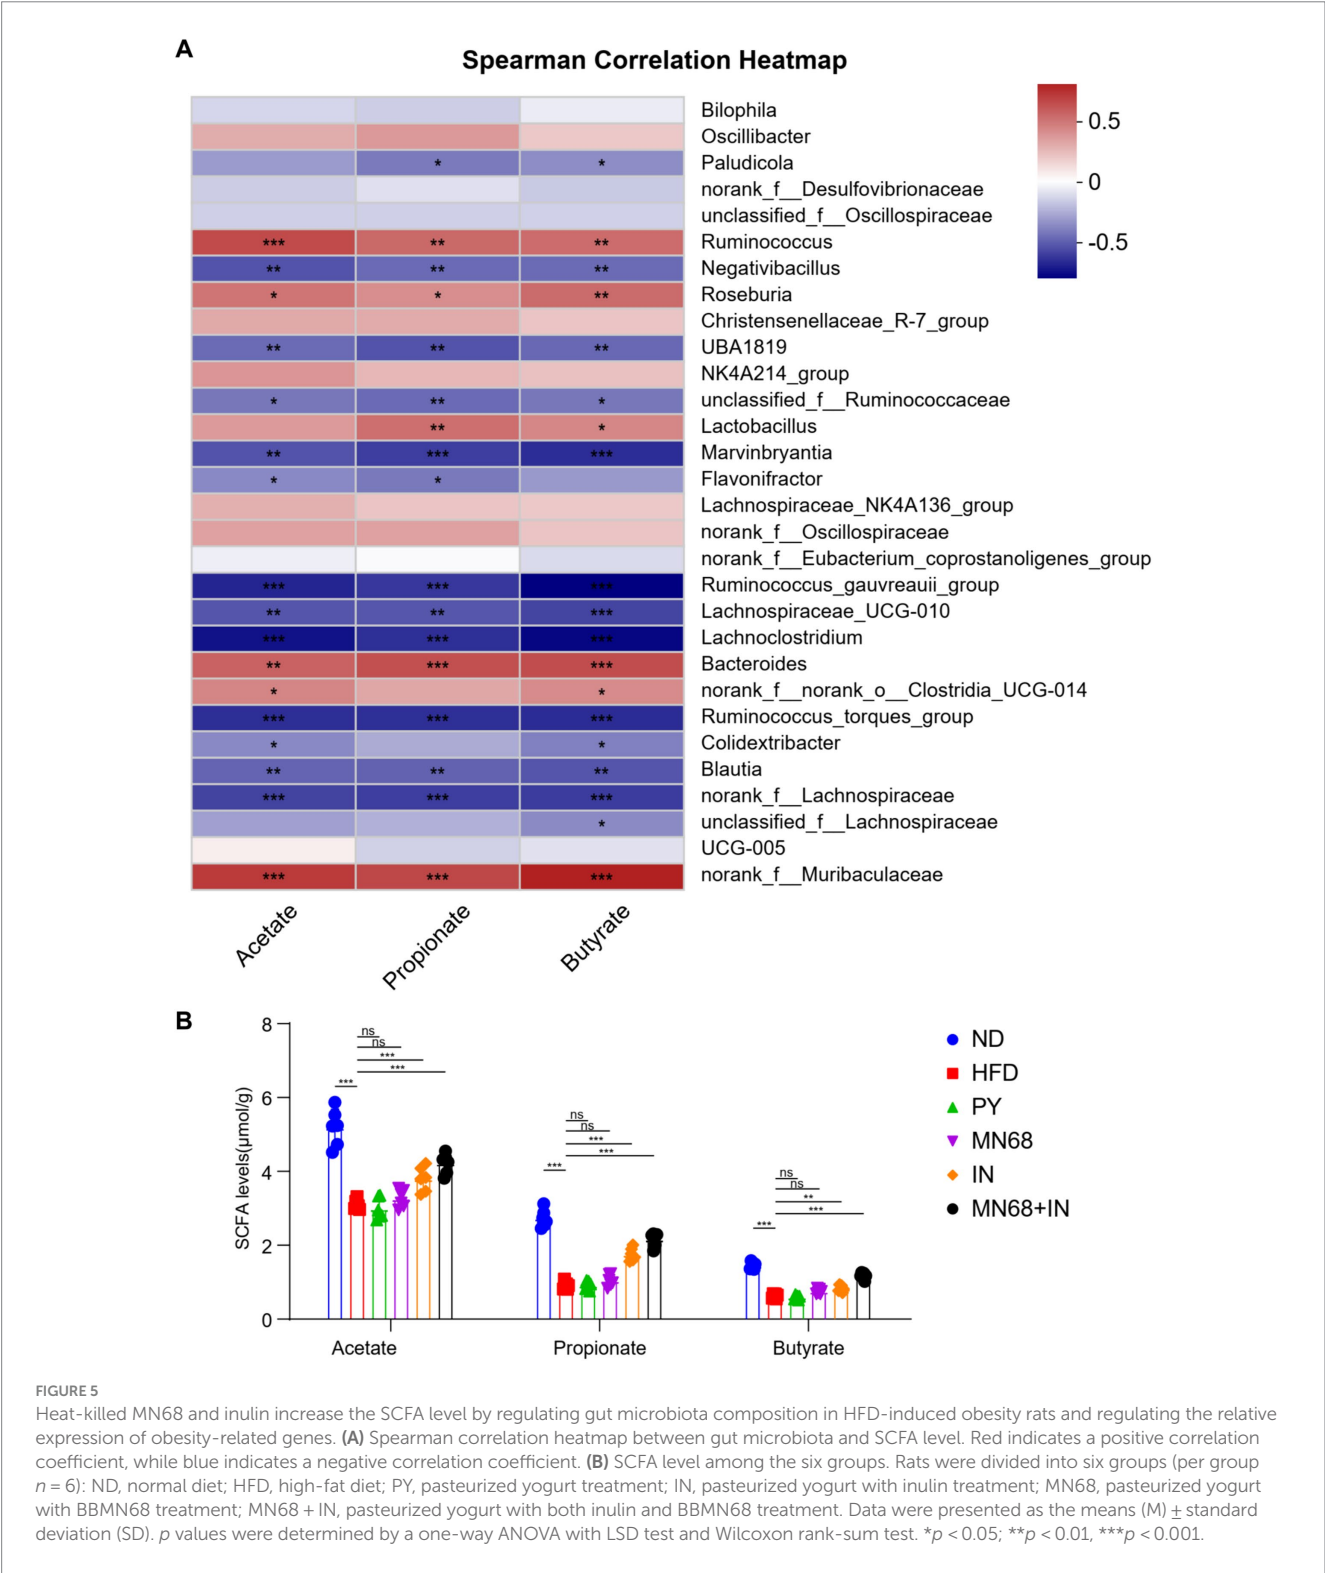 A
Spearman Correlation Heatmap
Bilophila
Oscillibacter
* * Paludicola
norank_f__Desulfovibrionaceae
unclassified_f__Oscillospiraceae
*** ** ** Ruminococcus
** ** ** Negativibacillus
* * ** Roseburia
Christensenellaceae_R-7_group
** ** ** UBA1819
NK4A214_group
* ** * unclassified_f__Ruminococcaceae
** * Lactobacillus
** *** *** Marvinbryantia
* * Flavonifractor
Lachnospiraceae_NK4A136_group
norank_f__Oscillospiraceae
norank_f__Eubacterium_coprostanoligenes_group
*** *** *** Ruminococcus_gauvreauii_group
** ** *** Lachnospiraceae_UCG-010
*** *** *** Lachnoclostridium
** *** *** Bacteroides
* * norank_f__norank_o__Clostridia_UCG-014
*** *** *** Ruminococcus_torques_group
* * Colidextribacter
** ** ** Blautia
*** *** *** norank_f__Lachnospiraceae
* unclassified_f__Lachnospiraceae
UCG-005
*** *** *** norank_f__Muribaculaceae
0.5
0
-0.5
Acetate
Propionate
Butyrate
B
SCFA levels(μmol/g)
8
6
4
2
0
ns
ns
***
***
***
ns
ns
***
***
***
ns
ns
**
***
***
Acetate
Propionate
Butyrate
ND
HFD
PY
MN68
IN
MN68+IN
FIGURE 5
Heat-killed MN68 and inulin increase the SCFA level by regulating gut microbiota composition in HFD-induced obesity rats and regulating the relative
expression of obesity-related genes. (A) Spearman correlation heatmap between gut microbiota and SCFA level. Red indicates a positive correlation
coefficient, while blue indicates a negative correlation coefficient. (B) SCFA level among the six groups. Rats were divided into six groups (per group
n = 6): ND, normal diet; HFD, high-fat diet; PY, pasteurized yogurt treatment; IN, pasteurized yogurt with inulin treatment; MN68, pasteurized yogurt
with BBMN68 treatment; MN68 + IN, pasteurized yogurt with both inulin and BBMN68 treatment. Data were presented as the means (M) ± standard
deviation (SD). p values were determined by a one-way ANOVA with LSD test and Wilcoxon rank-sum test. *p < 0.05; **p < 0.01, ***p < 0.001.